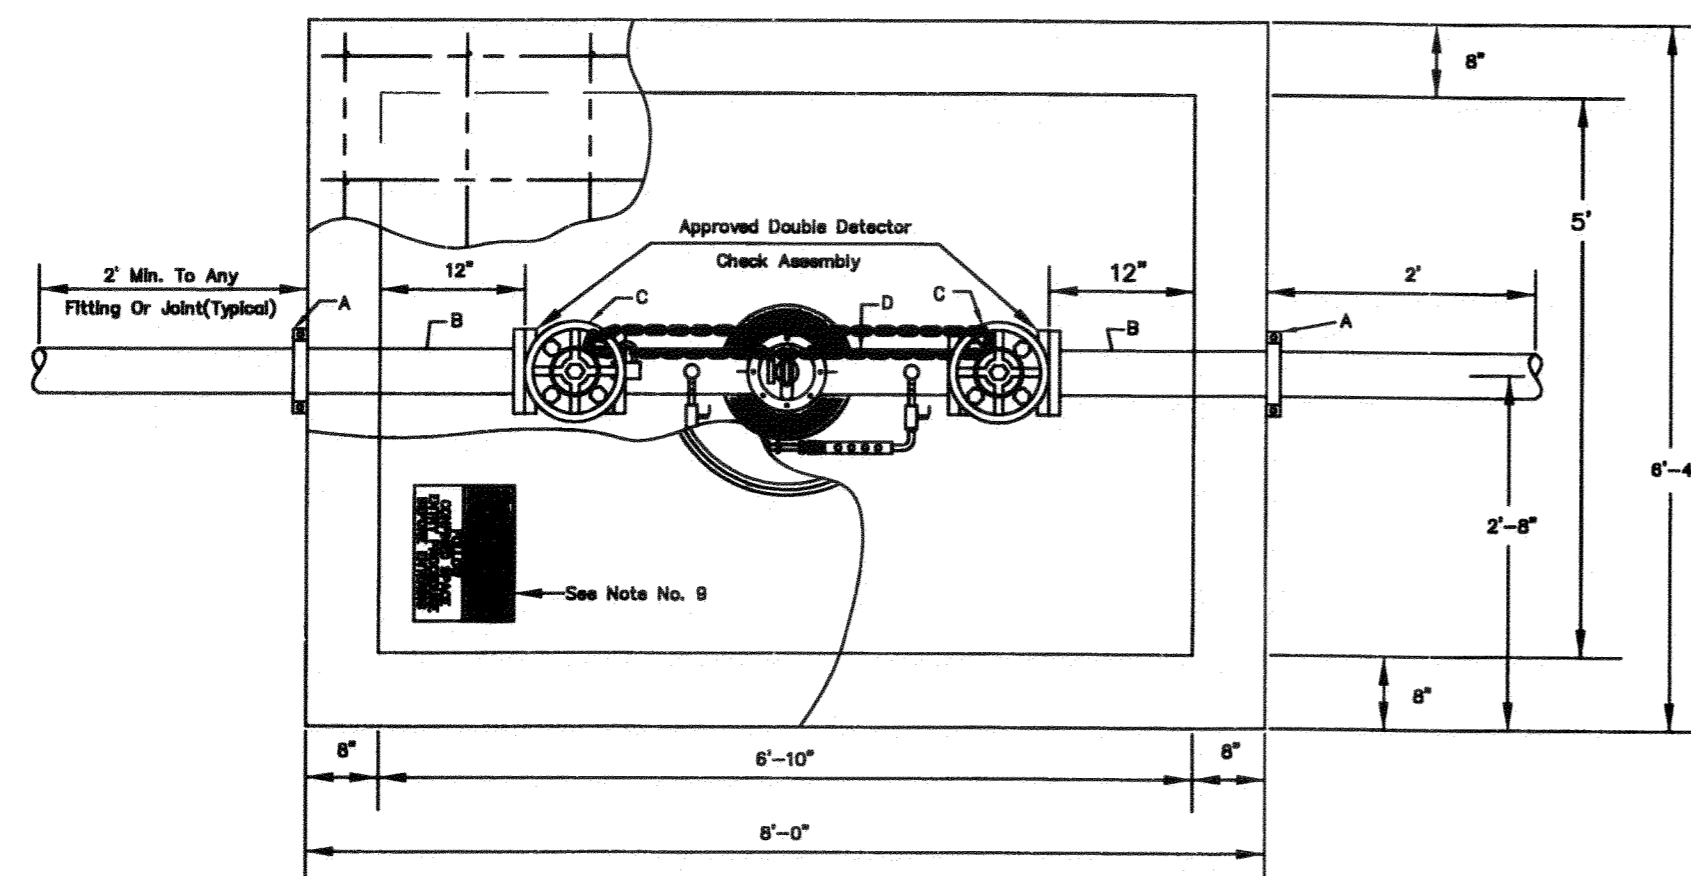 8"
6'-4
5'
Approved Double Detector
Check Assembly
2' Min. To Any
Fitting Or Joint(Typical)
12"
12"
2'
A
B
C
D
C
B
A
2'-8"
See Note No. 9
8"
8"
6'-10"
8"
8'-0"